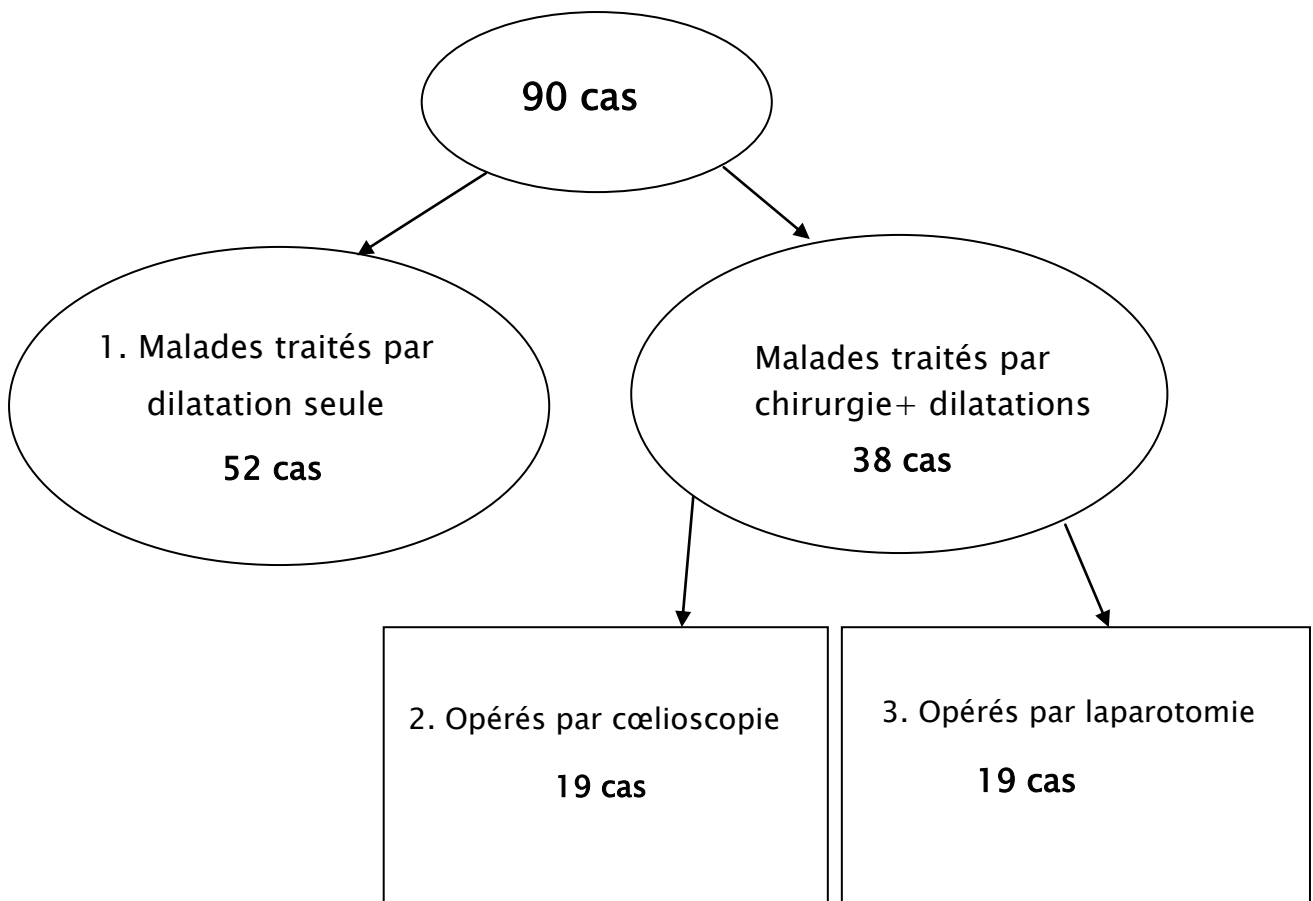 90 cas
1. Malades traités par
dilatation seule
52 cas
Malades traités par
chirurgie+ dilatations
38 cas
2. Opérés par cœlioscopie
19 cas
3. Opérés par laparotomie
19 cas